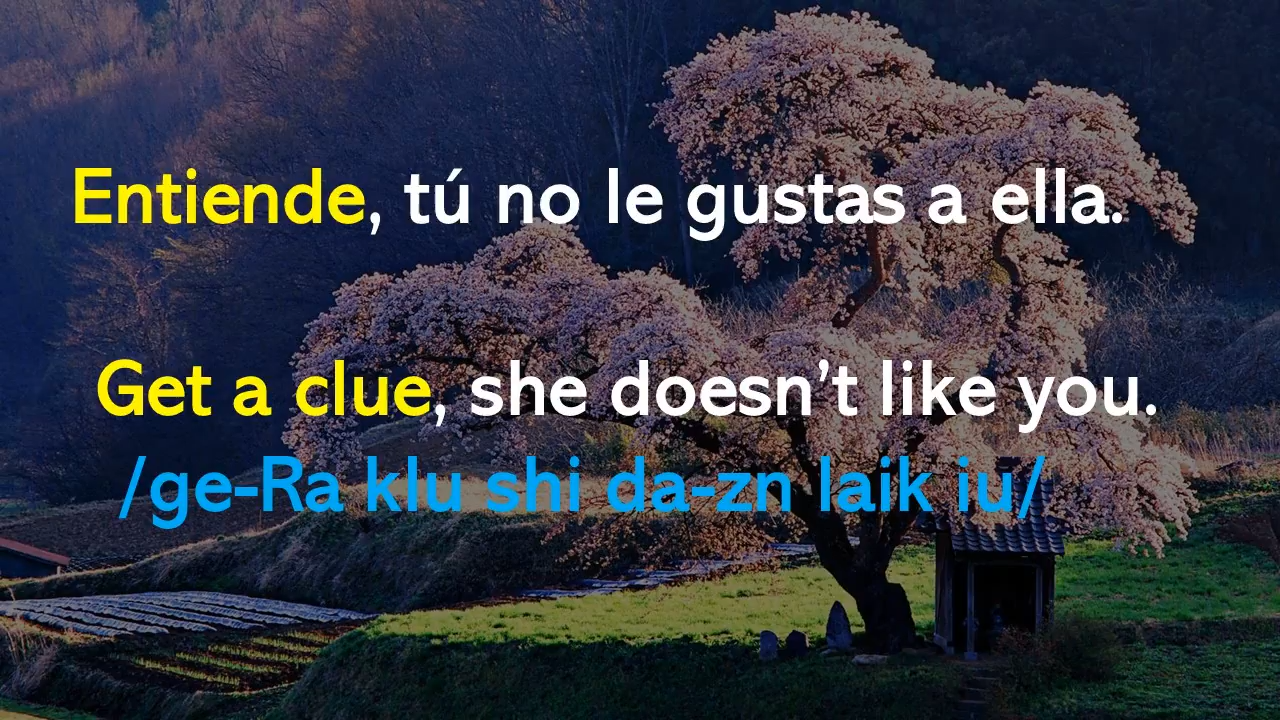 Entiende, tú no le gustas a ella.
Get a clue, she doesn’t like you.
/ge-Ra klu shi da-zn laik iu/